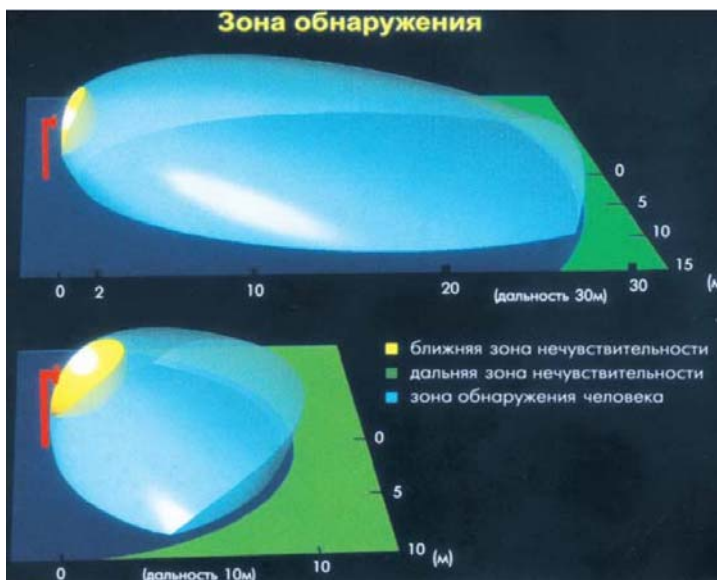 Зона обнаружения
0
5
10
15
0 2 10 20 (дальность 30м) 30 (м
ближняя зона нечувствительности
дальняя зона нечувствительности
зона обнаружения человека
0
5
10 (м)
0 (дальность 10м) 10